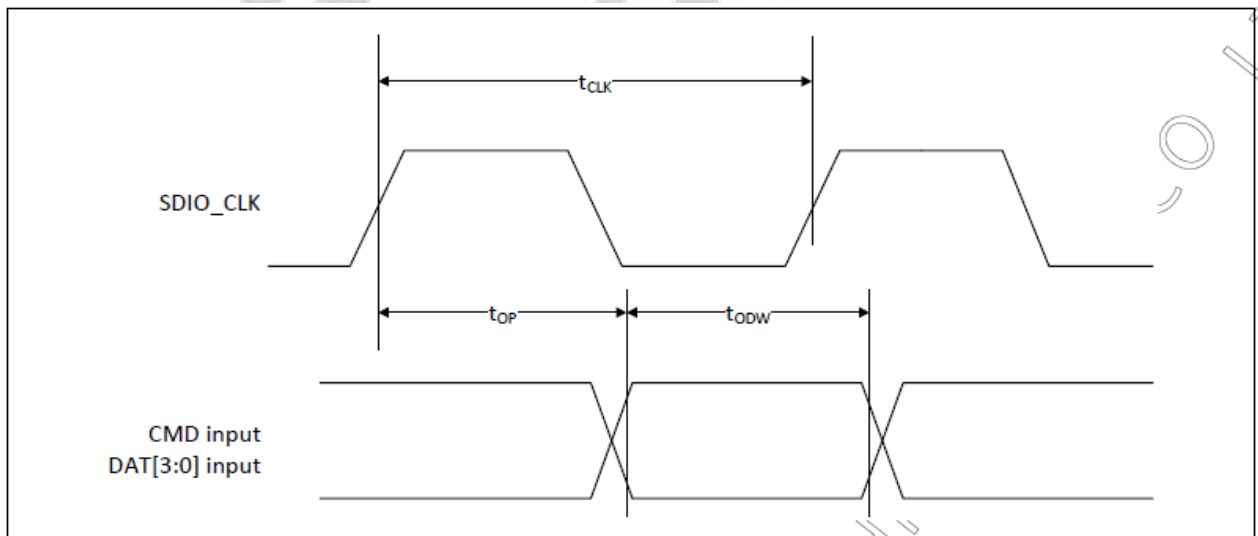 tCLK
SDIO_CLK
tOP
tODW
CMD input
DAT[3:0] input